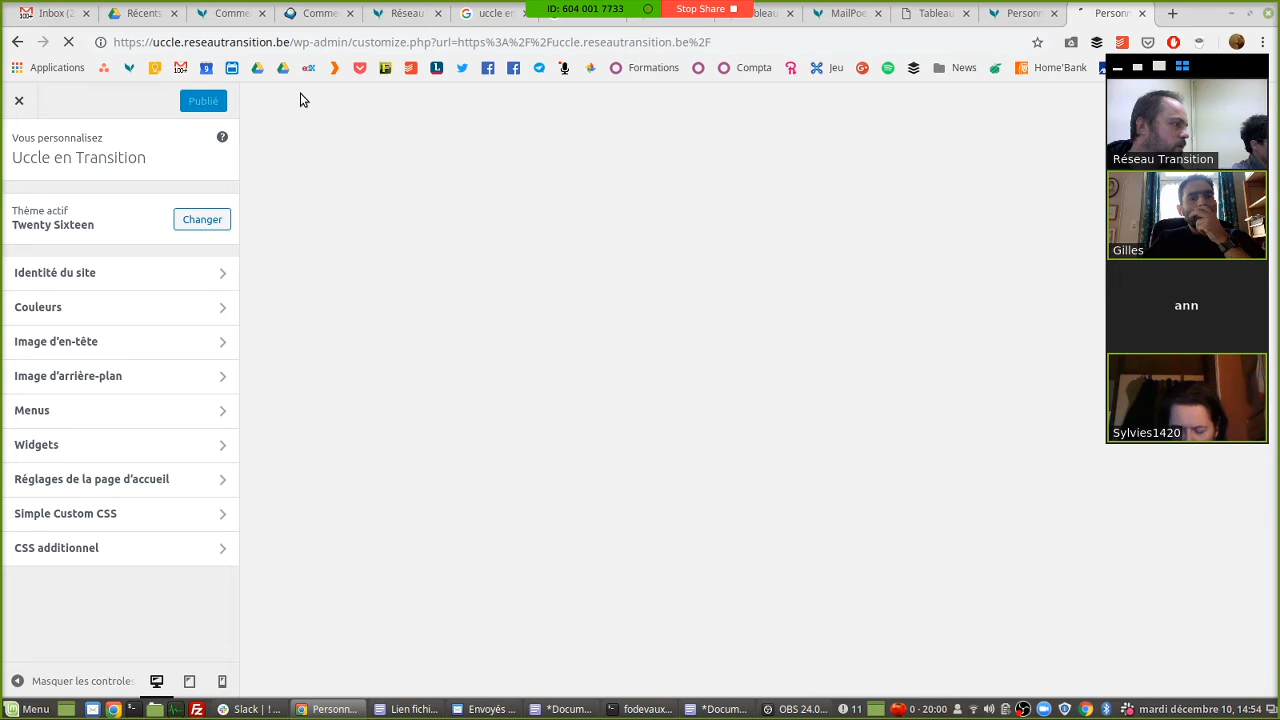 ID: 604 001 7733
Stop Share
Inbox (2
Récents
Comme
Comme
Réseau
uccle en
ableau
MailPoe
Tableau
Personn
Personn
https://uccle.reseautransition.be/wp-admin/customize.php?url=https%3A%2F%2Fuccle.reseautransition.be%2F
Applications
Formations
Compta
Jeu
News
Home'Bank
Publié
Vous personnalisez
Uccle en Transition
Thème actif
Twenty Sixteen
Changer
Identité du site
Couleurs
Image d'en-tête
Image d'arrière-plan
Menus
Widgets
Réglages de la page d'accueil
Simple Custom CSS
CSS additionnel
Masquer les controles
Réseau Transition
Gilles
ann
Sylvies1420
Menu
Slack | ! ...
Personn...
Lien fichi...
Envoyés ...
*Docum...
fodevaux...
*Docum...
OBS 24.0...
11
0 · 20:00
mardi décembre 10, 14:54